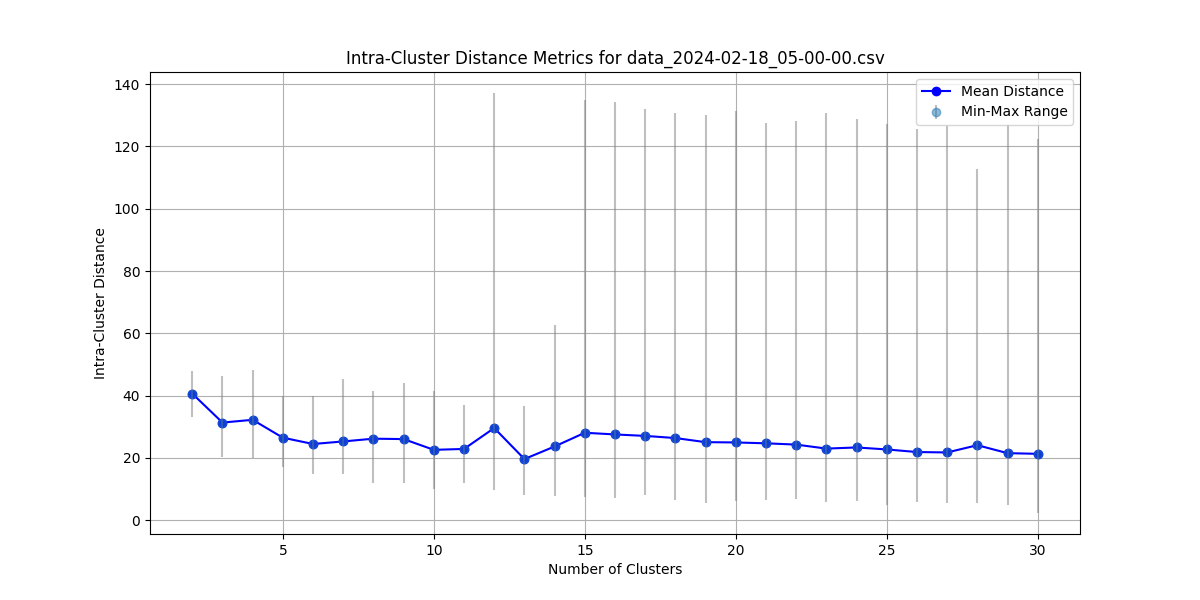 Intra-Cluster Distance Metrics for data_2024-02-18_05-00-00.csv
Mean Distance
Min-Max Range
Intra-Cluster Distance
140
120
100
80
60
40
20
0
5 10 15 20 25 30
Number of Clusters